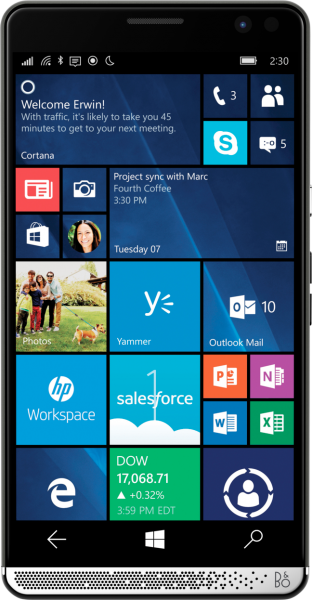 2:30
Welcome Erwin!
With traffic, it's likely to take you 45
minutes to get to your next meeting.
Cortana
3
S
:-o 5
Project sync with Marc
Fourth Coffee
3:30 PM
Tuesday 07
Photos
y
Yammer
O
10
Outlook Mail
hp
Workspace
salesforce
1
P
N
W
X
e
DOW
17,068.71
▲ +0.32%
3:59 PM EDT
B&O